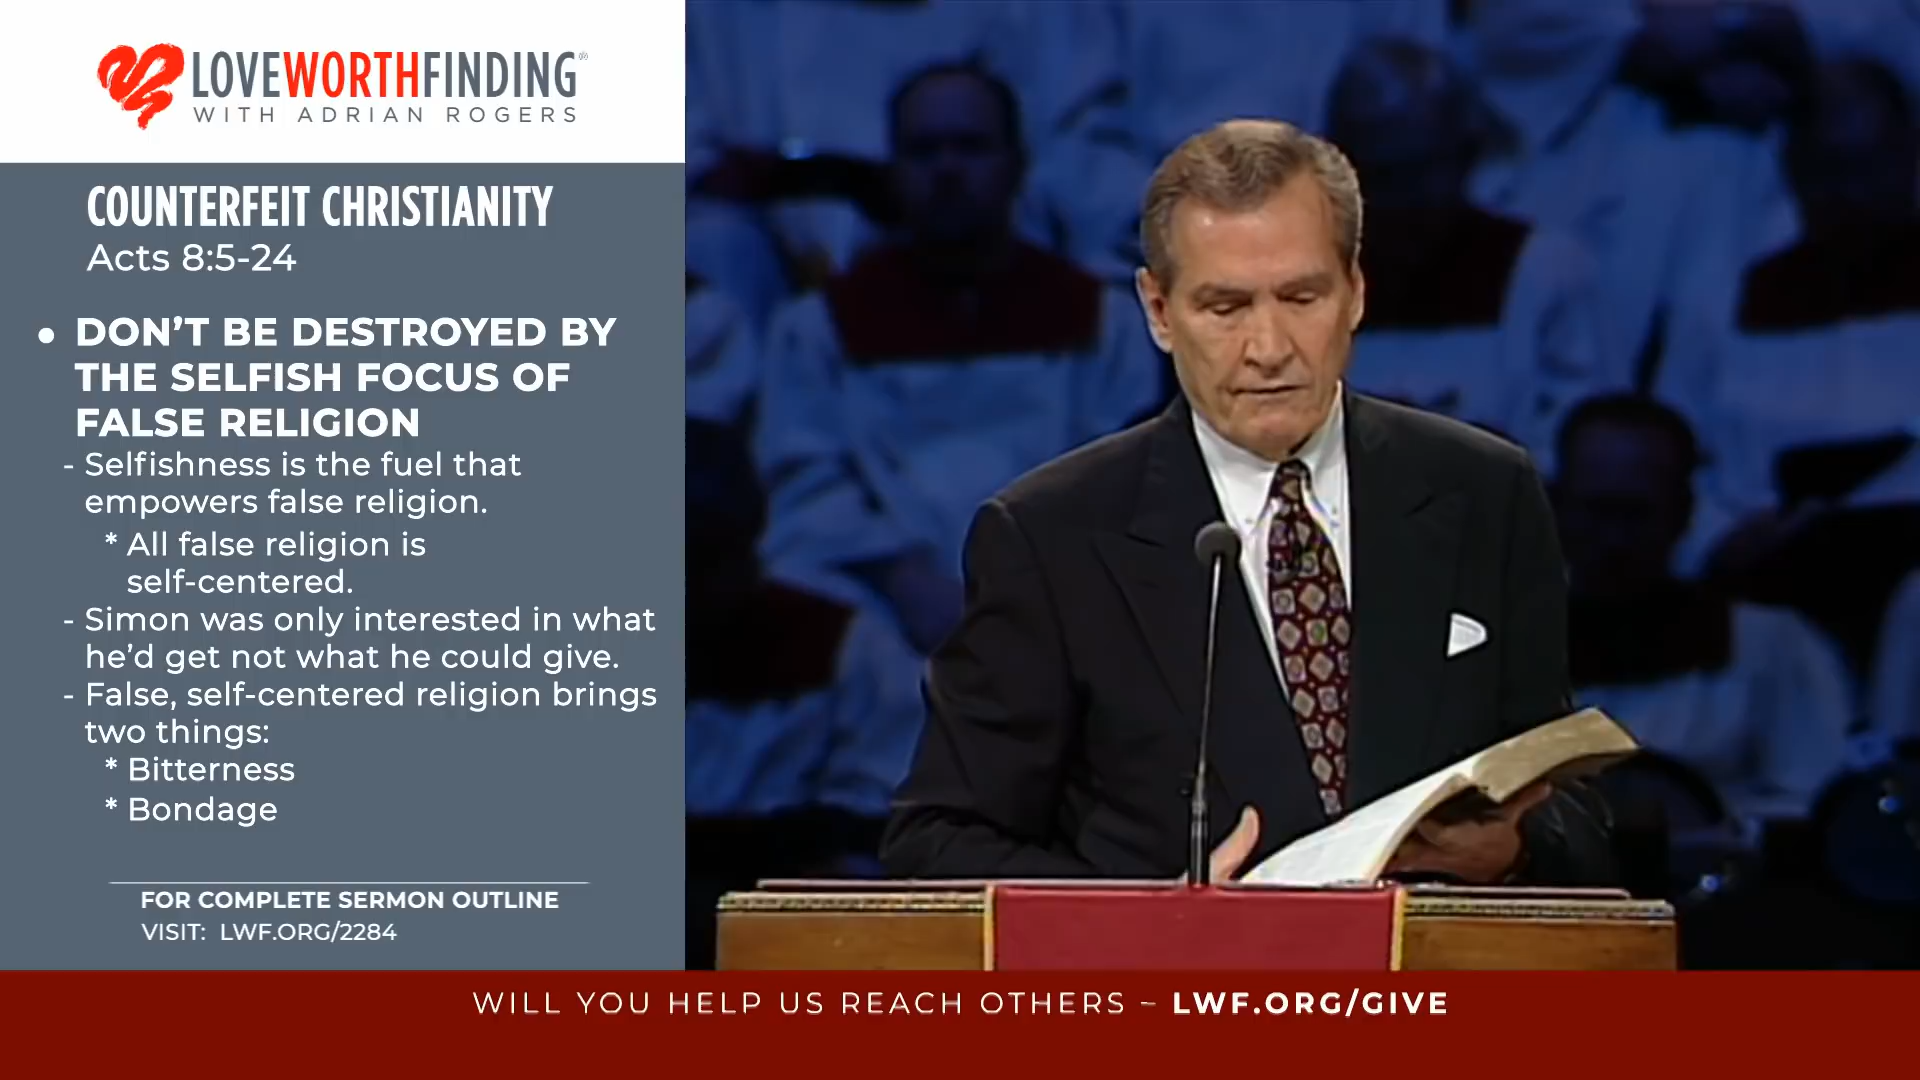 LOVEWORTHFINDING®
WITH ADRIAN ROGERS
COUNTERFEIT CHRISTIANITY
Acts 8:5-24
• DON'T BE DESTROYED BY
THE SELFISH FOCUS OF
FALSE RELIGION
- Selfishness is the fuel that
empowers false religion.
* All false religion is
self-centered.
- Simon was only interested in what
he'd get not what he could give.
- False, self-centered religion brings
two things:
* Bitterness
* Bondage
FOR COMPLETE SERMON OUTLINE
VISIT: LWF.ORG/2284
WILL YOU HELP US REACH OTHERS – LWF.ORG/GIVE